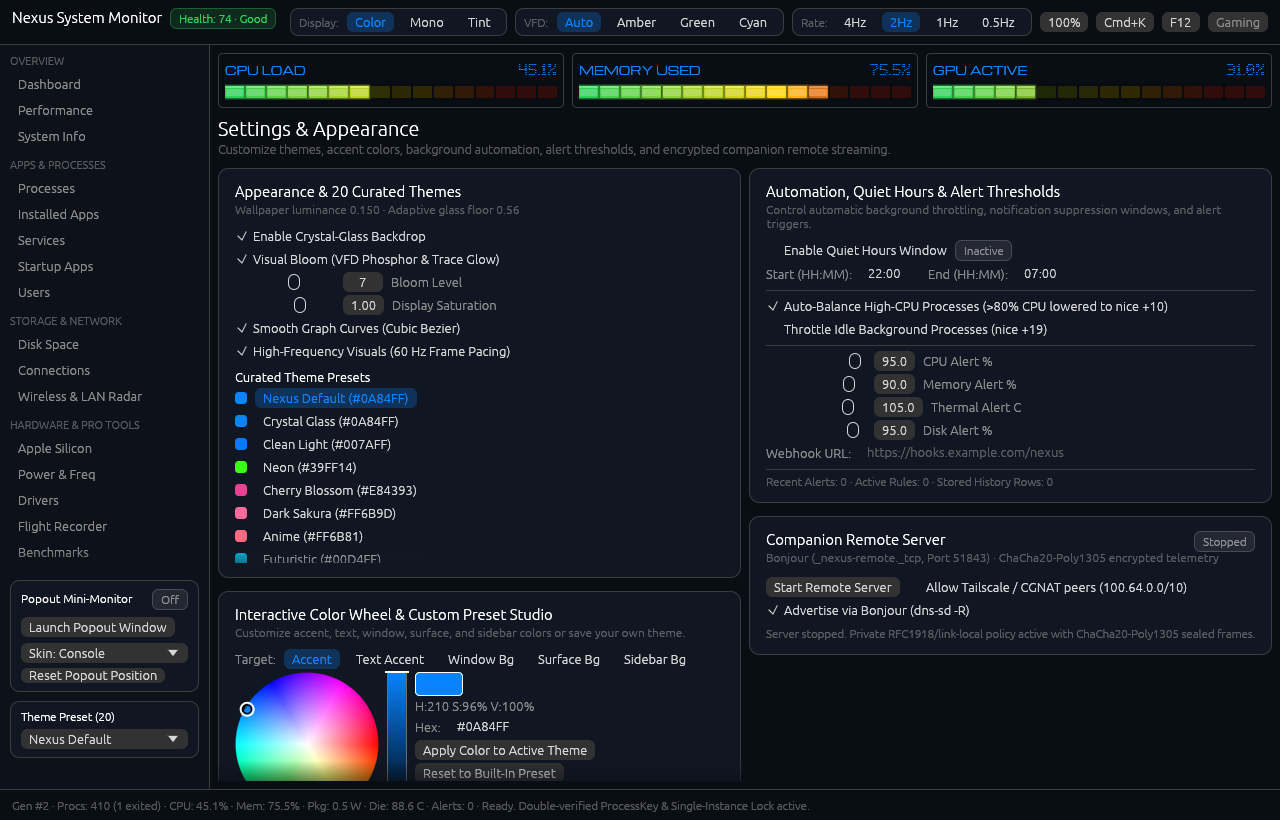 Nexus System Monitor
Health: 74 · Good
Display: Color Mono Tint
VFD: Auto Amber Green Cyan
Rate: 4Hz 2Hz 1Hz 0.5Hz
100% Cmd+K F12 Gaming
OVERVIEW
Dashboard
Performance
System Info
APPS & PROCESSES
Processes
Installed Apps
Services
Startup Apps
Users
STORAGE & NETWORK
Disk Space
Connections
Wireless & LAN Radar
HARDWARE & PRO TOOLS
Apple Silicon
Power & Freq
Drivers
Flight Recorder
Benchmarks
Popout Mini-Monitor Off
Launch Popout Window
Skin: Console
Reset Popout Position
Theme Preset (20)
Nexus Default
CPU LOAD 45.1%
MEMORY USED 75.5%
GPU ACTIVE 31.0%
Settings & Appearance
Customize themes, accent colors, background automation, alert thresholds, and encrypted companion remote streaming.
Appearance & 20 Curated Themes
Wallpaper luminance 0.150 · Adaptive glass floor 0.56
✓ Enable Crystal-Glass Backdrop
✓ Visual Bloom (VFD Phosphor & Trace Glow)
7 Bloom Level
1.00 Display Saturation
✓ Smooth Graph Curves (Cubic Bezier)
✓ High-Frequency Visuals (60 Hz Frame Pacing)
Curated Theme Presets
Nexus Default (#0A84FF)
Crystal Glass (#0A84FF)
Clean Light (#007AFF)
Neon (#39FF14)
Cherry Blossom (#E84393)
Dark Sakura (#FF6B9D)
Anime (#FF6B81)
Futuristic (#00D4FF)
Interactive Color Wheel & Custom Preset Studio
Customize accent, text, window, surface, and sidebar colors or save your own theme.
Target: Accent Text Accent Window Bg Surface Bg Sidebar Bg
H:210 S:96% V:100%
Hex: #0A84FF
Apply Color to Active Theme
Reset to Built-In Preset
Automation, Quiet Hours & Alert Thresholds
Control automatic background throttling, notification suppression windows, and alert
triggers.
Enable Quiet Hours Window Inactive
Start (HH:MM): 22:00 End (HH:MM): 07:00
✓ Auto-Balance High-CPU Processes (>80% CPU lowered to nice +10)
Throttle Idle Background Processes (nice +19)
95.0 CPU Alert %
90.0 Memory Alert %
105.0 Thermal Alert C
95.0 Disk Alert %
Webhook URL: https://hooks.example.com/nexus
Recent Alerts: 0 · Active Rules: 0 · Stored History Rows: 0
Companion Remote Server Stopped
Bonjour (_nexus-remote._tcp, Port 51843) · ChaCha20-Poly1305 encrypted telemetry
Start Remote Server Allow Tailscale / CGNAT peers (100.64.0.0/10)
✓ Advertise via Bonjour (dns-sd -R)
Server stopped. Private RFC1918/link-local policy active with ChaCha20-Poly1305 sealed frames.
Gen #2 · Procs: 410 (1 exited) · CPU: 45.1% · Mem: 75.5% · Pkg: 0.5 W · Die: 88.6 C · Alerts: 0 · Ready. Double-verified ProcessKey & Single-Instance Lock active.